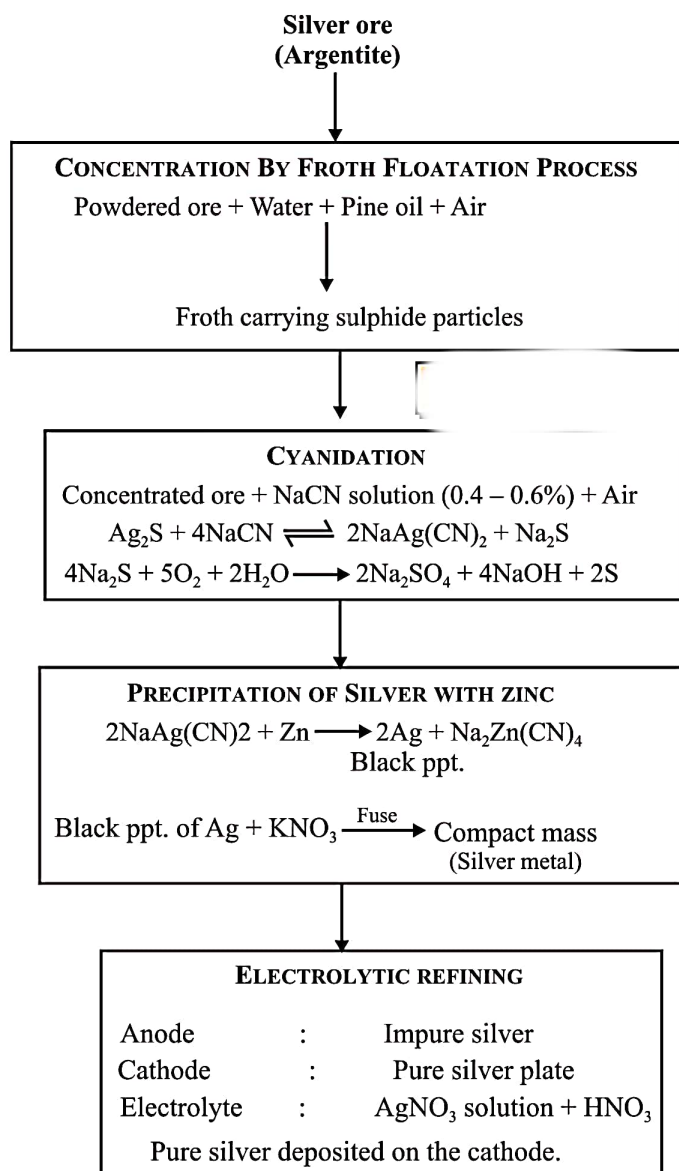 Silver ore
(Argentite)
CONCENTRATION BY FROTH FLOATATION PROCESS
Powdered ore + Water + Pine oil + Air
Froth carrying sulphide particles
CYANIDATION
Concentrated ore + NaCN solution (0.4 – 0.6%) + Air
Ag₂S + 4NaCN ⇌ 2NaAg(CN)₂ + Na₂S
4Na₂S + 5O₂ + 2H₂O ⟶ 2Na₂SO₄ + 4NaOH + 2S
PRECIPITATION OF SILVER WITH ZINC
2NaAg(CN)2 + Zn ⟶ 2Ag + Na₂Zn(CN)₄
Black ppt.
Fuse
Black ppt. of Ag + KNO₃ ⟶ Compact mass
(Silver metal)
ELECTROLYTIC REFINING
Anode : Impure silver
Cathode : Pure silver plate
Electrolyte : AgNO₃ solution + HNO₃
Pure silver deposited on the cathode.